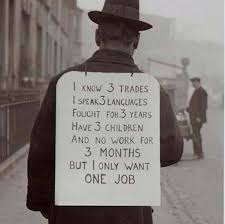 I KNOW 3 TRADES
I SPEAK 3 LANGUAGES
FOUGHT FOR 3 YEARS
HAVE 3 CHILDREN
AND NO WORK FOR
3 MONTHS
BUT I ONLY WANT
ONE JOB